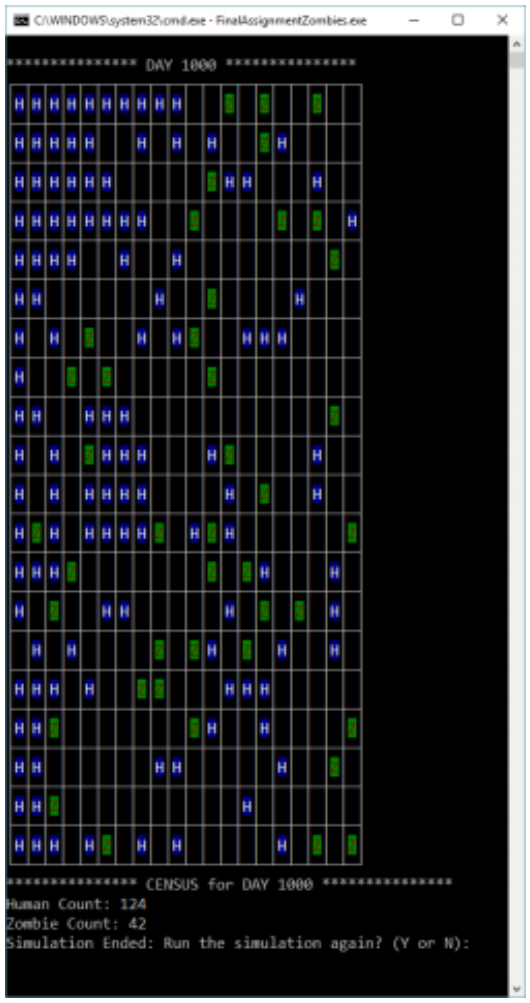 C:\WINDOWS\system32\cmd.exe - FinalAssignmentZombies.exe
*************** DAY 1000 ***************
H H H H H H H H H H
H H H H H H H H H
H H H H H H H H H
H H H H H H H H H
H H H H H H
H H H H
H H H H H H H
H
H H H H H
H H H H H H H
H H H H H H H H
H H H H H H H H
H H H H H
H H H H H
H H H H H
H H H H H H H
H H H H
H H H H H
H H H
H H H H H H H
*************** CENSUS for DAY 1000 ***************
Human Count: 124
Zombie Count: 42
Simulation Ended: Run the simulation again? (Y or N):